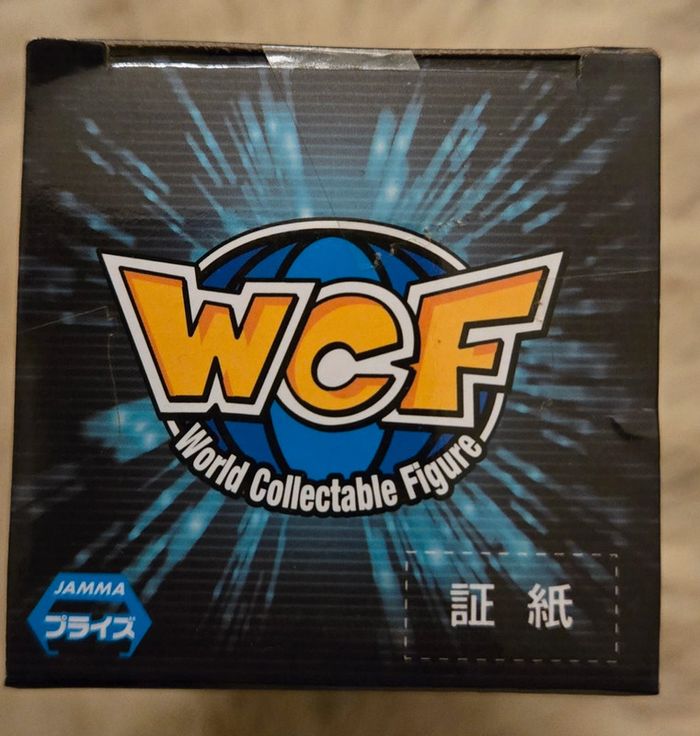 WCF
World Collectable Figure
JAMMA
プライズ
証 紙